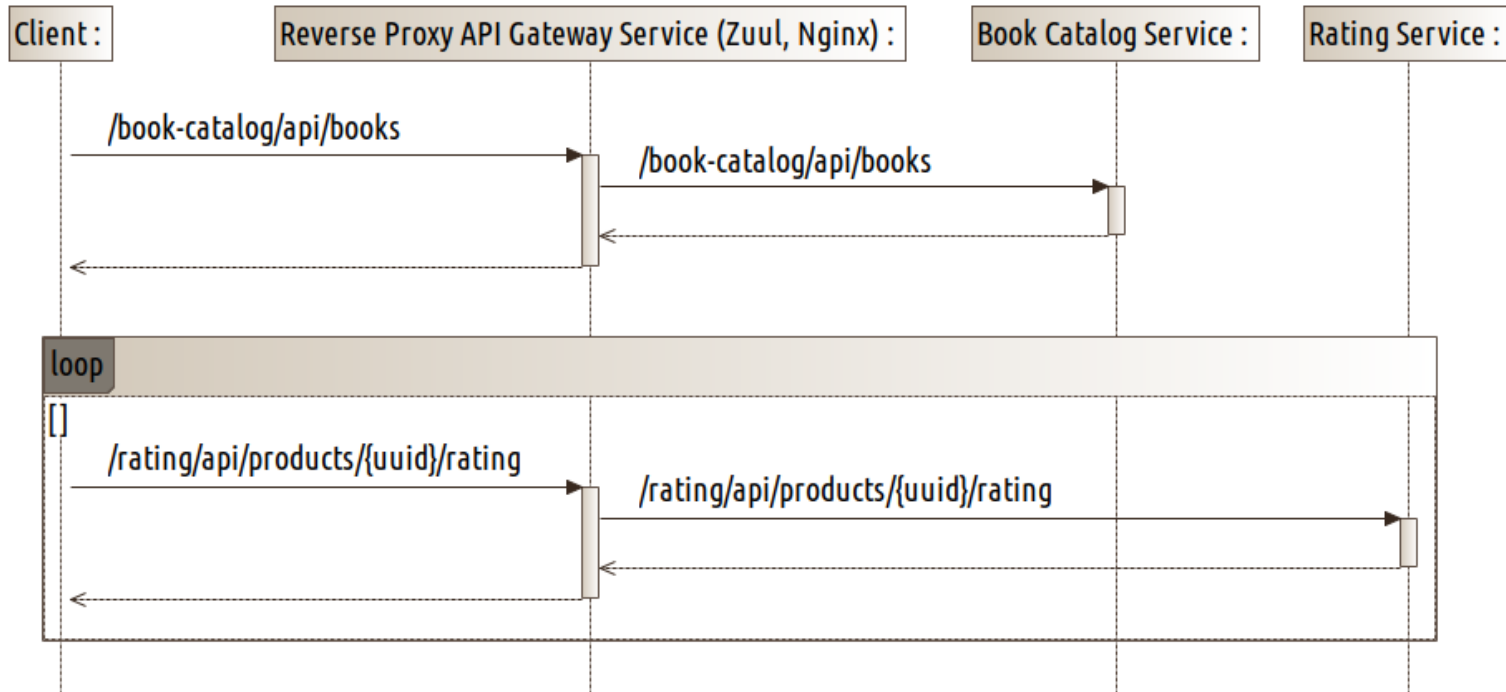 Client :
Reverse Proxy API Gateway Service (Zuul, Nginx) :
Book Catalog Service :
Rating Service :
/book-catalog/api/books
/book-catalog/api/books
loop
[]
/rating/api/products/{uuid}/rating
/rating/api/products/{uuid}/rating